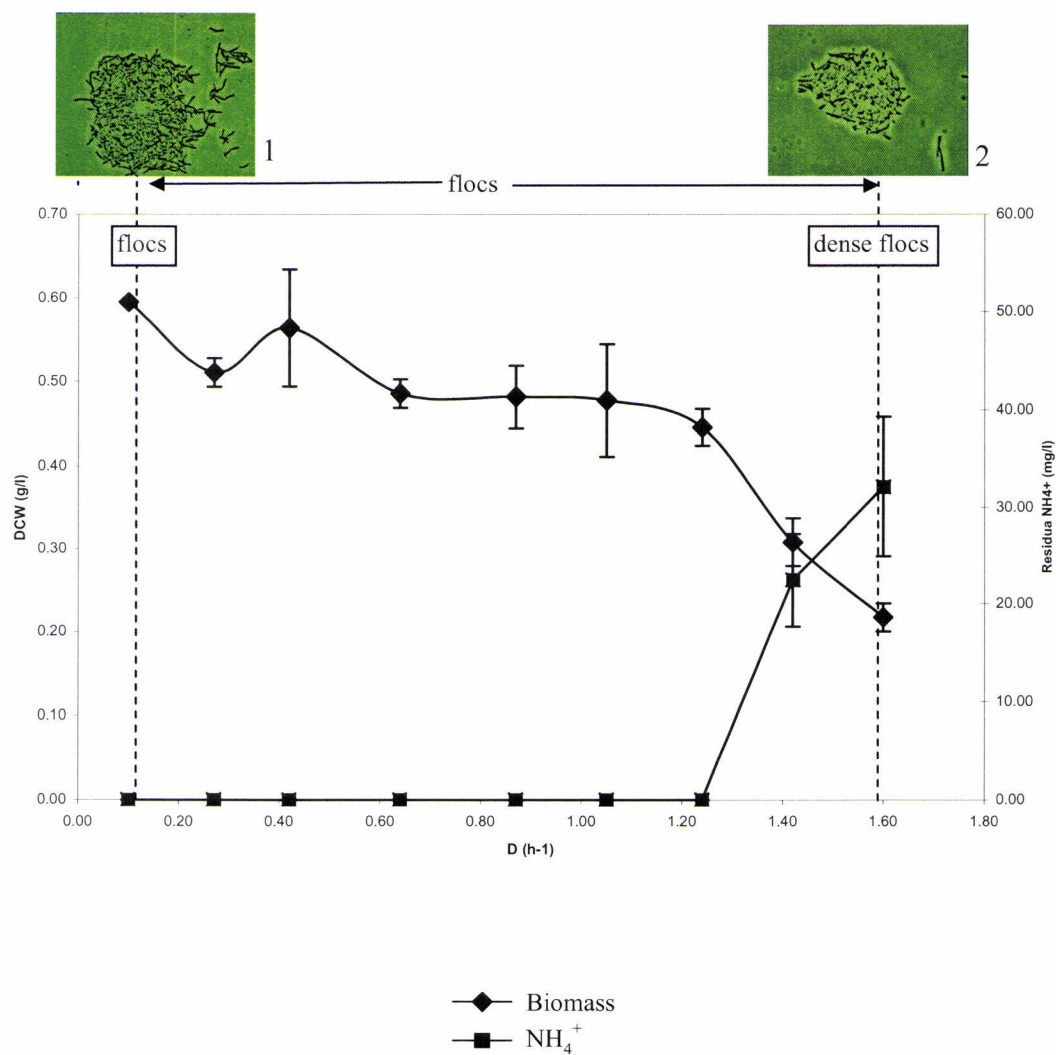 1
2
flocs
flocs
dense flocs
0.70
0.60
0.50
0.40
0.30
0.20
0.10
0.00
DCW (g/l)
60.00
50.00
40.00
30.00
20.00
10.00
0.00
Residua NH4+ (mg/l)
0.00 0.20 0.40 0.60 0.80 1.00 1.20 1.40 1.60 1.80
D (h-1)
Biomass
NH₄⁺